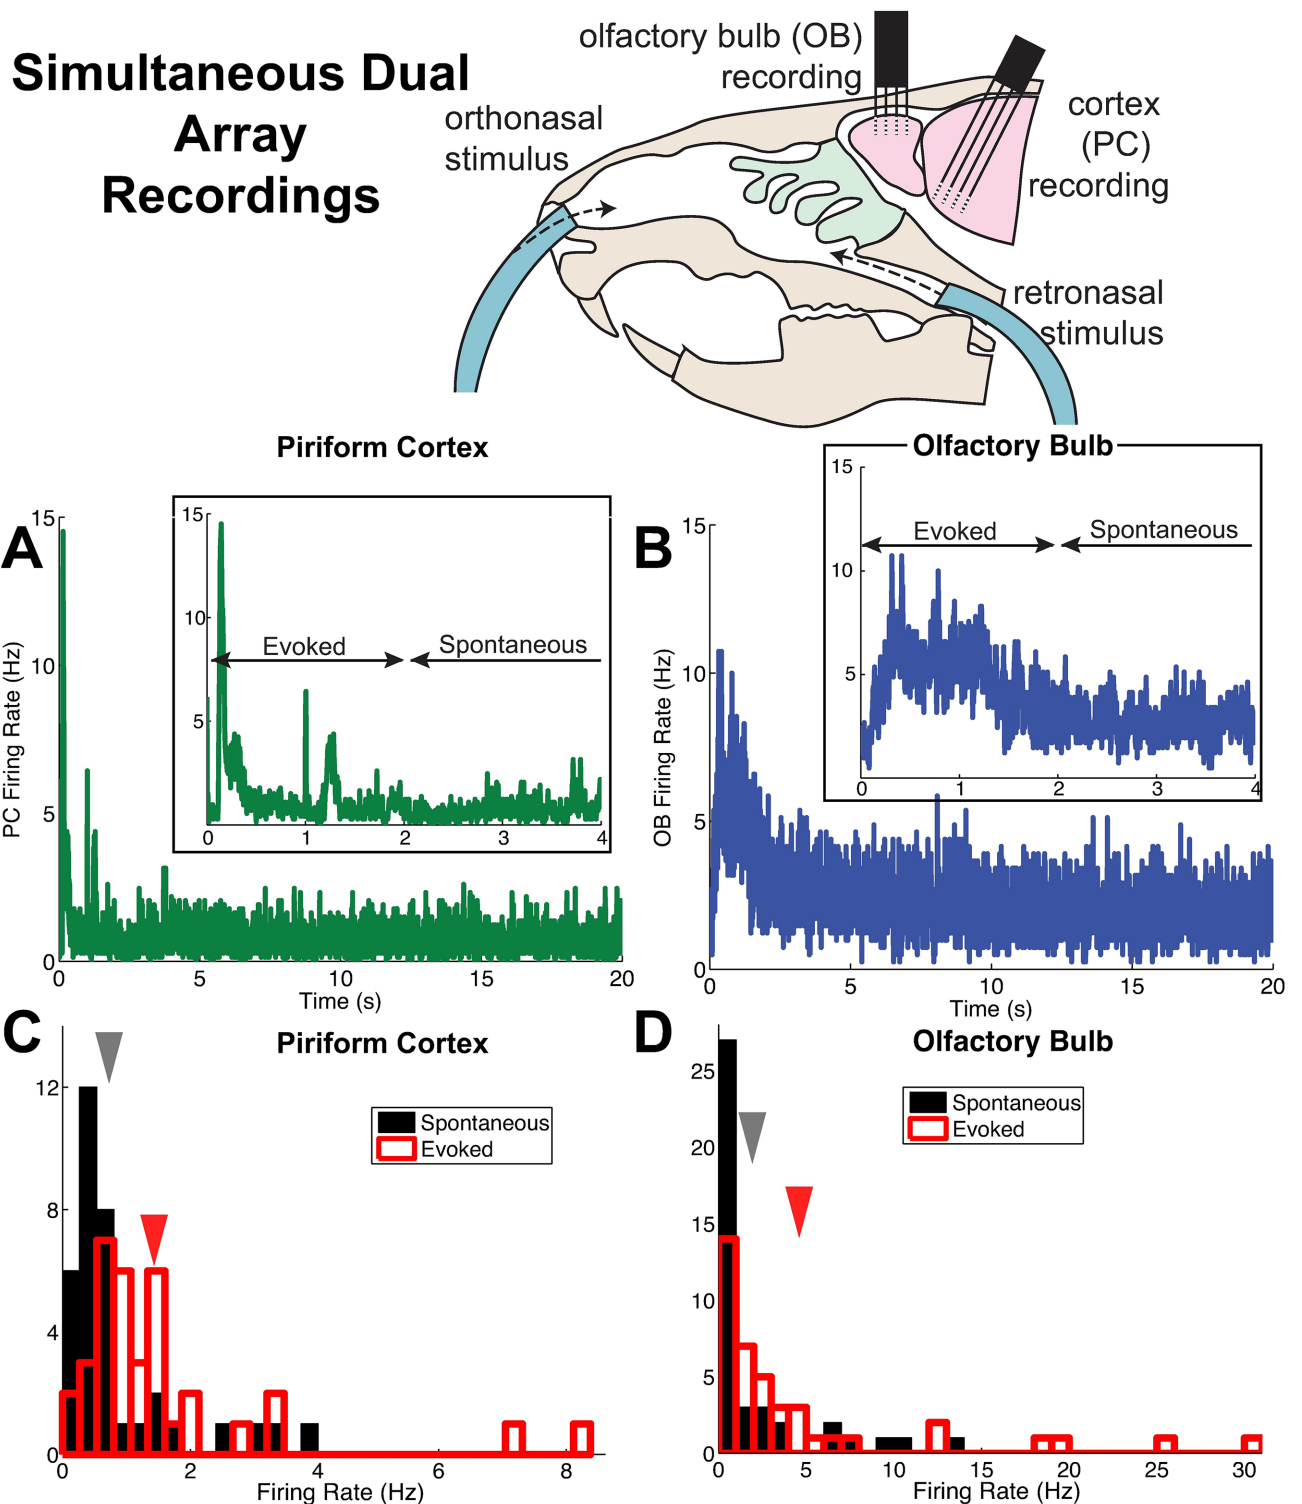 Simultaneous Dual
Array
Recordings
olfactory bulb (OB)
recording
orthonasal
stimulus
cortex
(PC)
recording
retronasal
stimulus
Piriform Cortex
Olfactory Bulb
A
15
10
5
0
PC Firing Rate (Hz)
0 5 10 15 20
Time (s)
15
10
5
Evoked
Spontaneous
0 1 2 3 4
B
15
10
5
0
OB Firing Rate (Hz)
0 5 10 15 20
Time (s)
15
10
5
Evoked
Spontaneous
0 1 2 3 4
C
Piriform Cortex
12
8
4
0
Spontaneous
Evoked
0 2 4 6 8
Firing Rate (Hz)
D
Olfactory Bulb
25
20
15
10
5
0
Spontaneous
Evoked
0 5 10 15 20 25 30
Firing Rate (Hz)